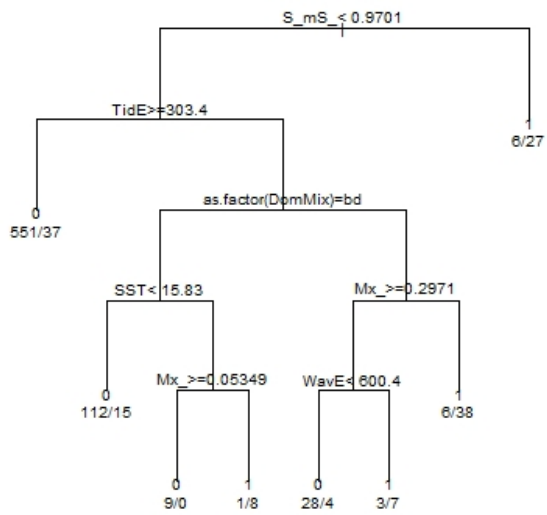 S_mS_< 0.9701
TidE>=303.4
1
6/27
0
551/37
as.factor(DomMix)=bd
SST< 15.83
Mx_>=0.2971
0
112/15
Mx_>=0.05349
WavE< 600.4
1
6/38
0
9/0
1
1/8
0
28/4
1
3/7